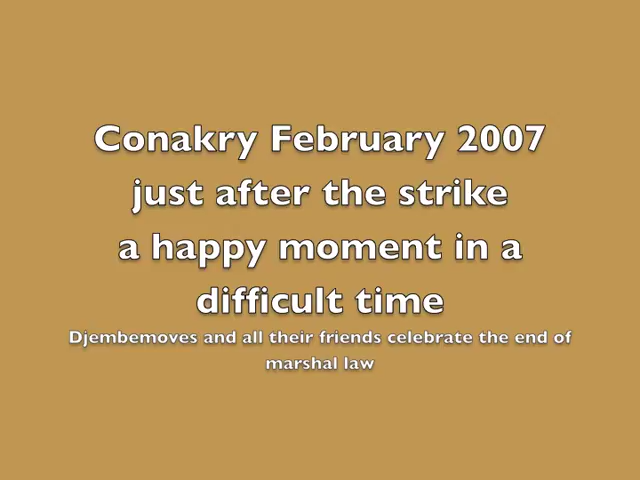 Conakry February 2007
just after the strike
a happy moment in a
difficult time
Djembemoves and all their friends celebrate the end of
marshal law